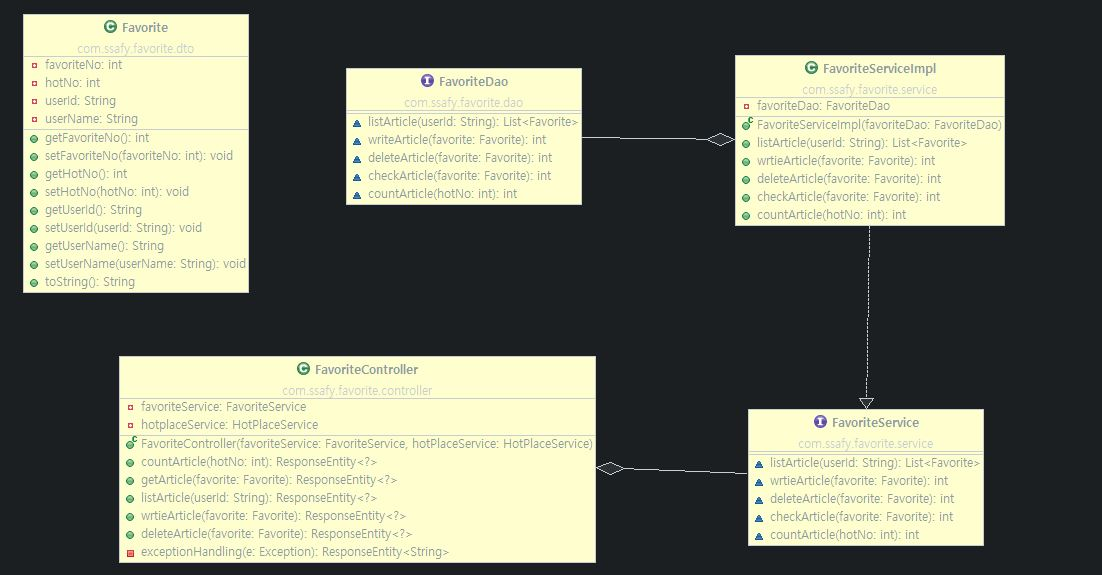 Favorite
com.ssafy.favorite.dto
favoriteNo: int
hotNo: int
userId: String
userName: String
getFavoriteNo(): int
setFavoriteNo(favoriteNo: int): void
getHotNo(): int
setHotNo(hotNo: int): void
getUserId(): String
setUserId(userId: String): void
getUserName(): String
setUserName(userName: String): void
toString(): String
FavoriteDao
com.ssafy.favorite.dao
listArticle(userId: String): List<Favorite>
writeArticle(favorite: Favorite): int
deleteArticle(favorite: Favorite): int
checkArticle(favorite: Favorite): int
countArticle(hotNo: int): int
FavoriteServiceImpl
com.ssafy.favorite.service
favoriteDao: FavoriteDao
FavoriteServiceImpl(favoriteDao: FavoriteDao)
listArticle(userId: String): List<Favorite>
wrtieArticle(favorite: Favorite): int
deleteArticle(favorite: Favorite): int
checkArticle(favorite: Favorite): int
countArticle(hotNo: int): int
FavoriteController
com.ssafy.favorite.controller
favoriteService: FavoriteService
hotplaceService: HotPlaceService
FavoriteController(favoriteService: FavoriteService, hotPlaceService: HotPlaceService)
countArticle(hotNo: int): ResponseEntity<?>
getArticle(favorite: Favorite): ResponseEntity<?>
listArticle(userId: String): ResponseEntity<?>
wrtieArticle(favorite: Favorite): ResponseEntity<?>
deleteArticle(favorite: Favorite): ResponseEntity<?>
exceptionHandling(e: Exception): ResponseEntity<String>
FavoriteService
com.ssafy.favorite.service
listArticle(userId: String): List<Favorite>
wrtieArticle(favorite: Favorite): int
deleteArticle(favorite: Favorite): int
checkArticle(favorite: Favorite): int
countArticle(hotNo: int): int